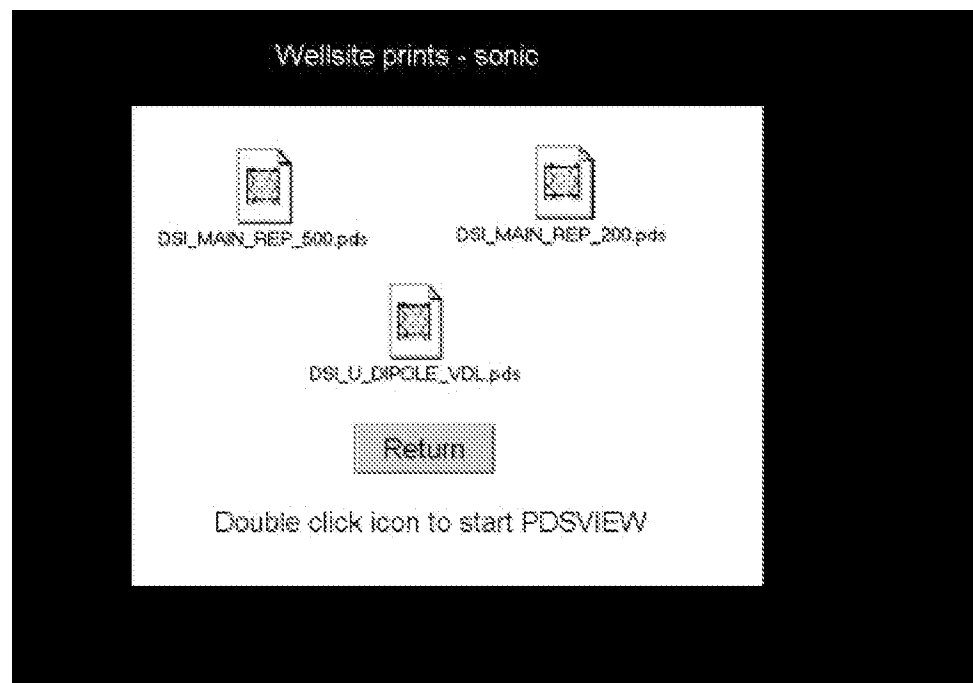 Wellsite prints - sonic
DSI_MAIN_REP_500.pds
DSI_MAIN_REP_200.pds
DSI_U_DIPOLE_VDL.pds
Return
Double click icon to start PDSVIEW